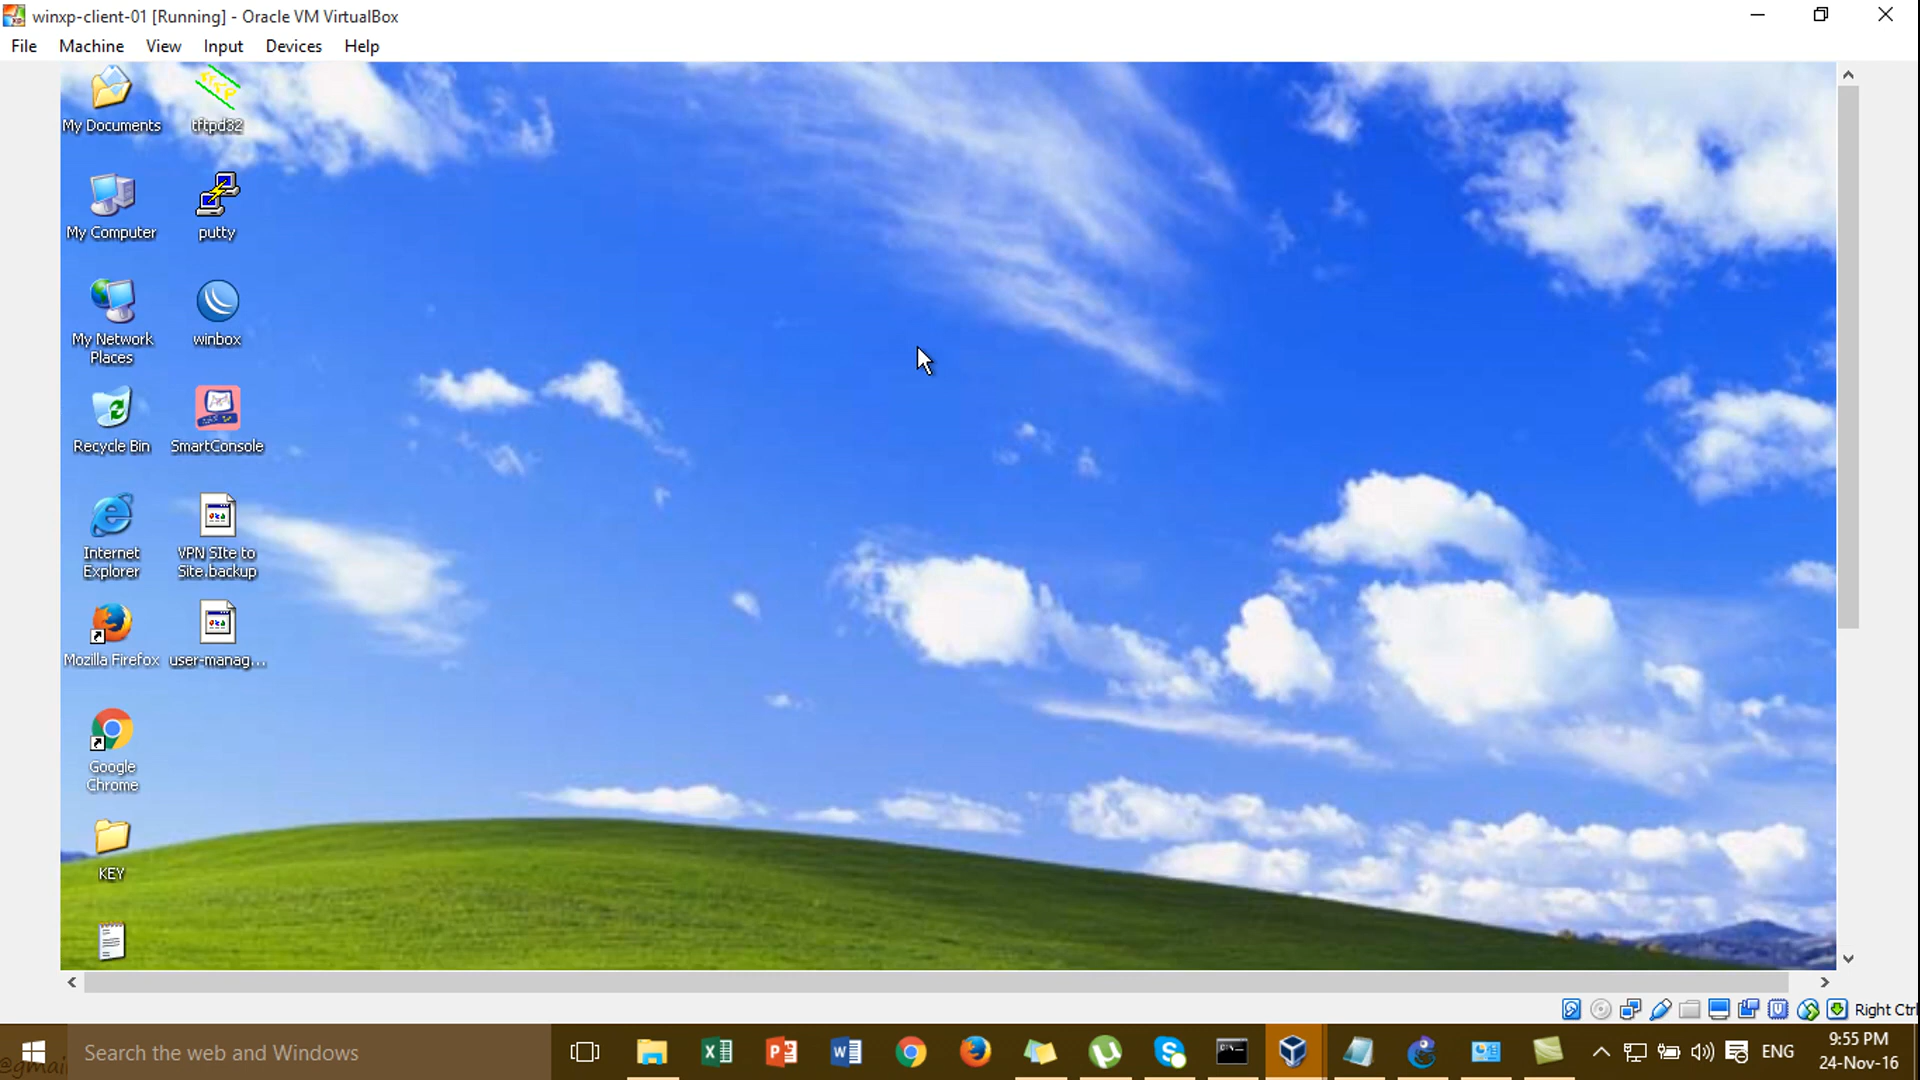 winxp-client-01 [Running] - Oracle VM VirtualBox
File Machine View Input Devices Help
My Documents
tftpd32
My Computer
putty
My Network
Places
winbox
Recycle Bin
SmartConsole
Internet
Explorer
VPN SIte to
Site.backup
Mozilla Firefox
user-manag...
Google
Chrome
KEY
Right Ctrl
Search the web and Windows
@gmail
ENG
9:55 PM
24-Nov-16